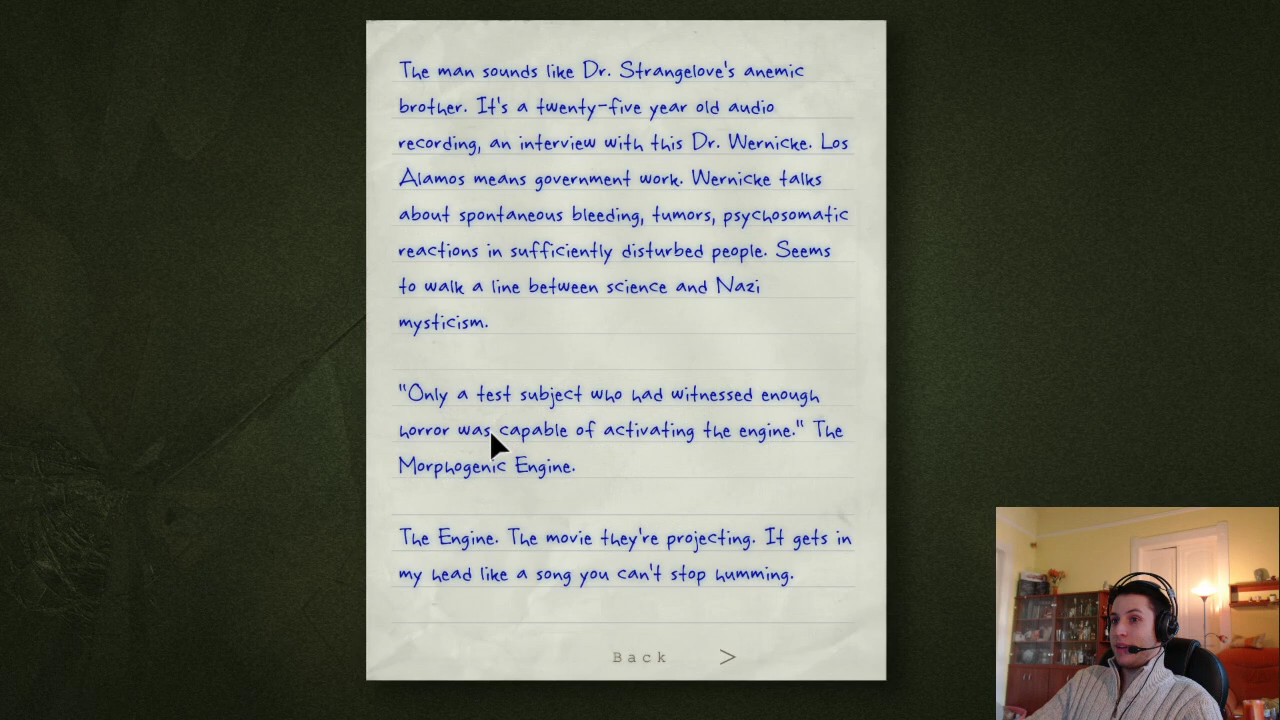 The man sounds like Dr. Strangelove's anemic
brother. It's a twenty-five year old audio
recording, an interview with this Dr. Wernicke. Los
Alamos means government work. Wernicke talks
about spontaneous bleeding, tumors, psychosomatic
reactions in sufficiently disturbed people. Seems
to walk a line between science and Nazi
mysticism.
"Only a test subject who had witnessed enough
horror was capable of activating the engine." The
Morphogenic Engine.
The Engine. The movie they're projecting. It gets in
my head like a song you can't stop humming.
Back >